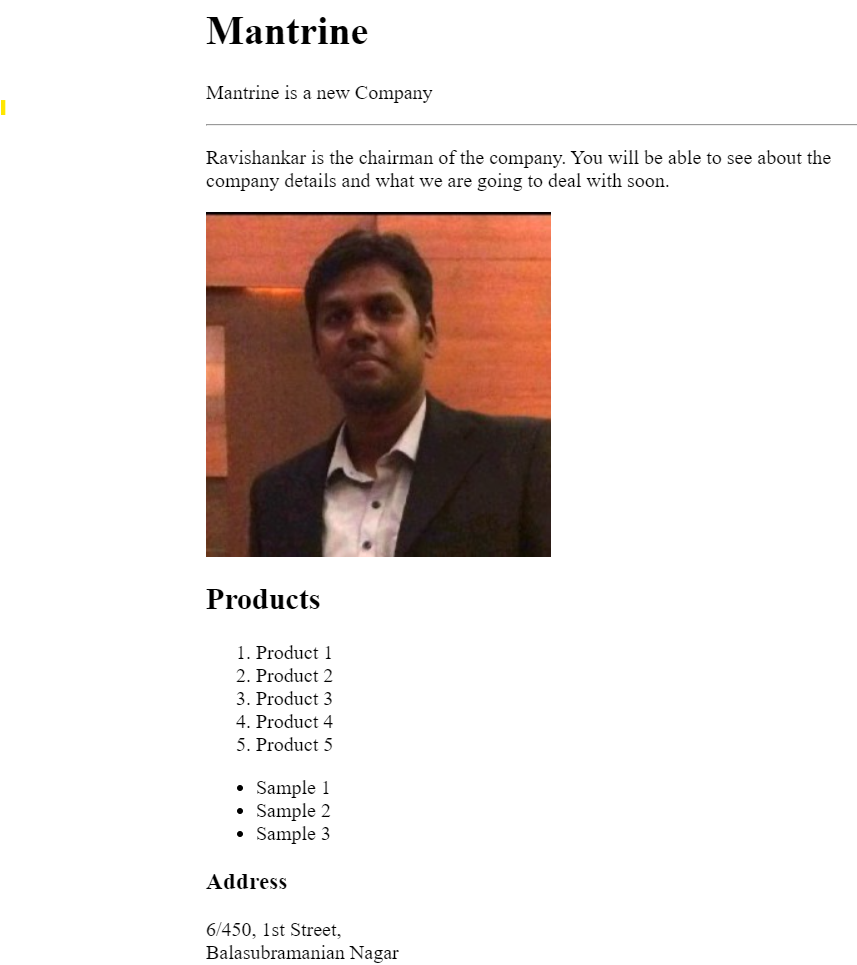 Mantrine
Mantrine is a new Company
Ravishankar is the chairman of the company. You will be able to see about the
company details and what we are going to deal with soon.
Products
1. Product 1
2. Product 2
3. Product 3
4. Product 4
5. Product 5
• Sample 1
• Sample 2
• Sample 3
Address
6/450, 1st Street,
Balasubramanian Nagar